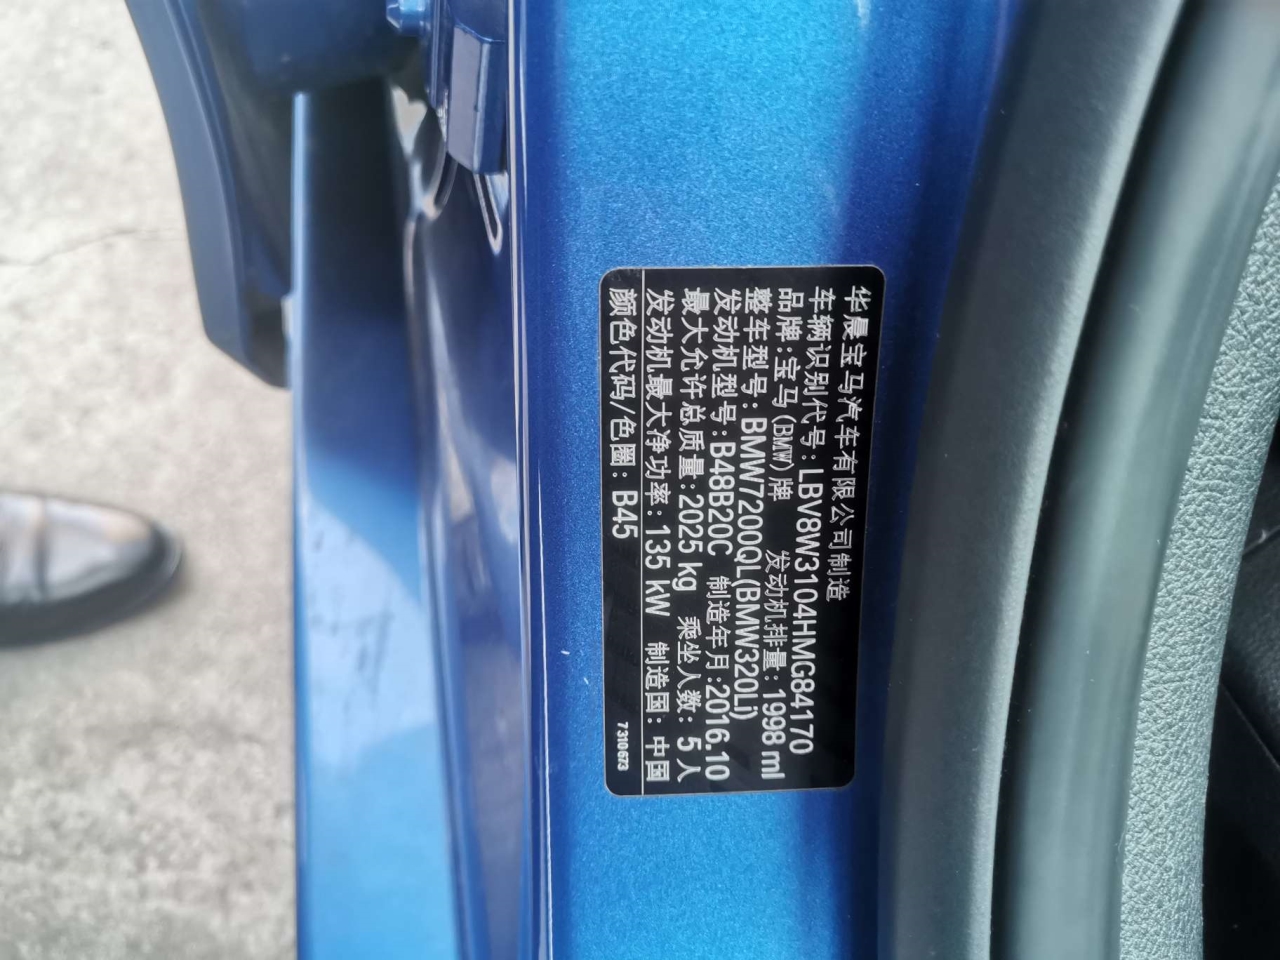 华晨宝马汽车有限公司制造
车辆识别代号:LBV8W3104HMG84170
品牌:宝马(BMW)牌 发动机排量:1998 ml
整车型号:BMW7200QL(BMW320Li)
发动机型号:B48B20C 制造年月:2016.10
最大允许总质量:2025 kg 乘坐人数:5人
发动机最大净功率:135 kW 制造国:中国
颜色代码/色圈:B45 7310673